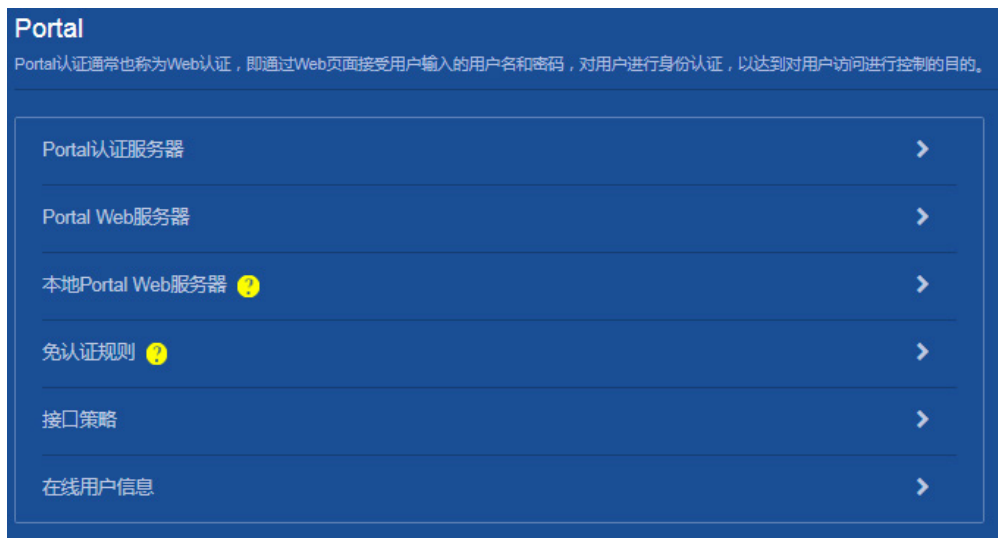 Portal
Portal认证通常也称为Web认证，即通过Web页面接受用户输入的用户名和密码，对用户进行身份认证，以达到对用户访问进行控制的目的。
Portal认证服务器
Portal Web服务器
本地Portal Web服务器 ?
免认证规则 ?
接口策略
在线用户信息